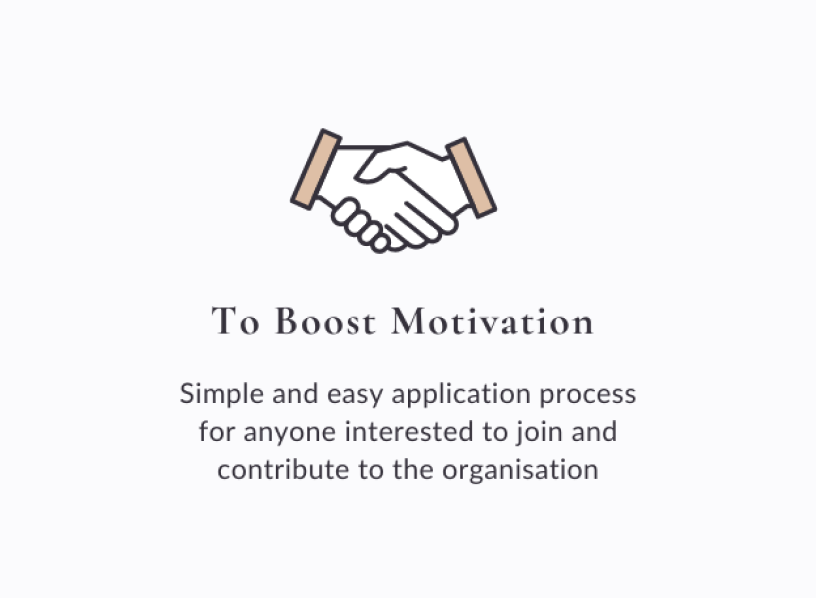 To Boost Motivation
Simple and easy application process
for anyone interested to join and
contribute to the organisation